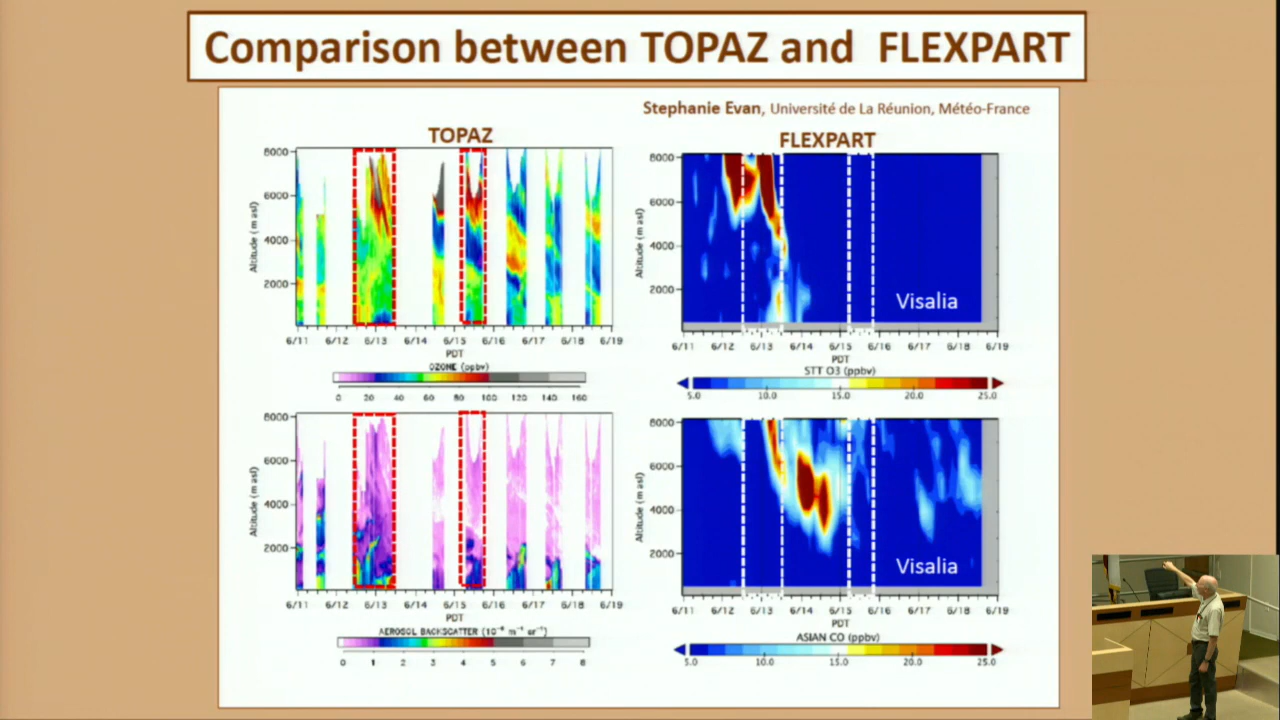 Comparison between TOPAZ and FLEXPART
Stephanie Evan, Université de La Réunion, Météo-France
TOPAZ
8000
6000
4000
2000
Altitude (m asl)
6/11 6/12 6/13 6/14 6/15 6/16 6/17 6/18 6/19
PDT
OZONE (ppbv)
0 20 40 60 80 100 120 140 160
FLEXPART
8000
6000
4000
2000
Altitude (m asl)
Visalia
6/11 6/12 6/13 6/14 6/15 6/16 6/17 6/18 6/19
PDT
STT O3 (ppbv)
5.0 10.0 15.0 20.0 25.0
8000
6000
4000
2000
Altitude (m asl)
6/11 6/12 6/13 6/14 6/15 6/16 6/17 6/18 6/19
PDT
AEROSOL BACKSCATTER (10⁻⁶ m⁻¹ sr⁻¹)
0 1 2 3 4 5 6 7 8
8000
6000
4000
2000
Altitude (m asl)
Visalia
6/11 6/12 6/13 6/14 6/15 6/16 6/17 6/18 6/19
PDT
ASIAN CO (ppbv)
5.0 10.0 15.0 20.0 25.0